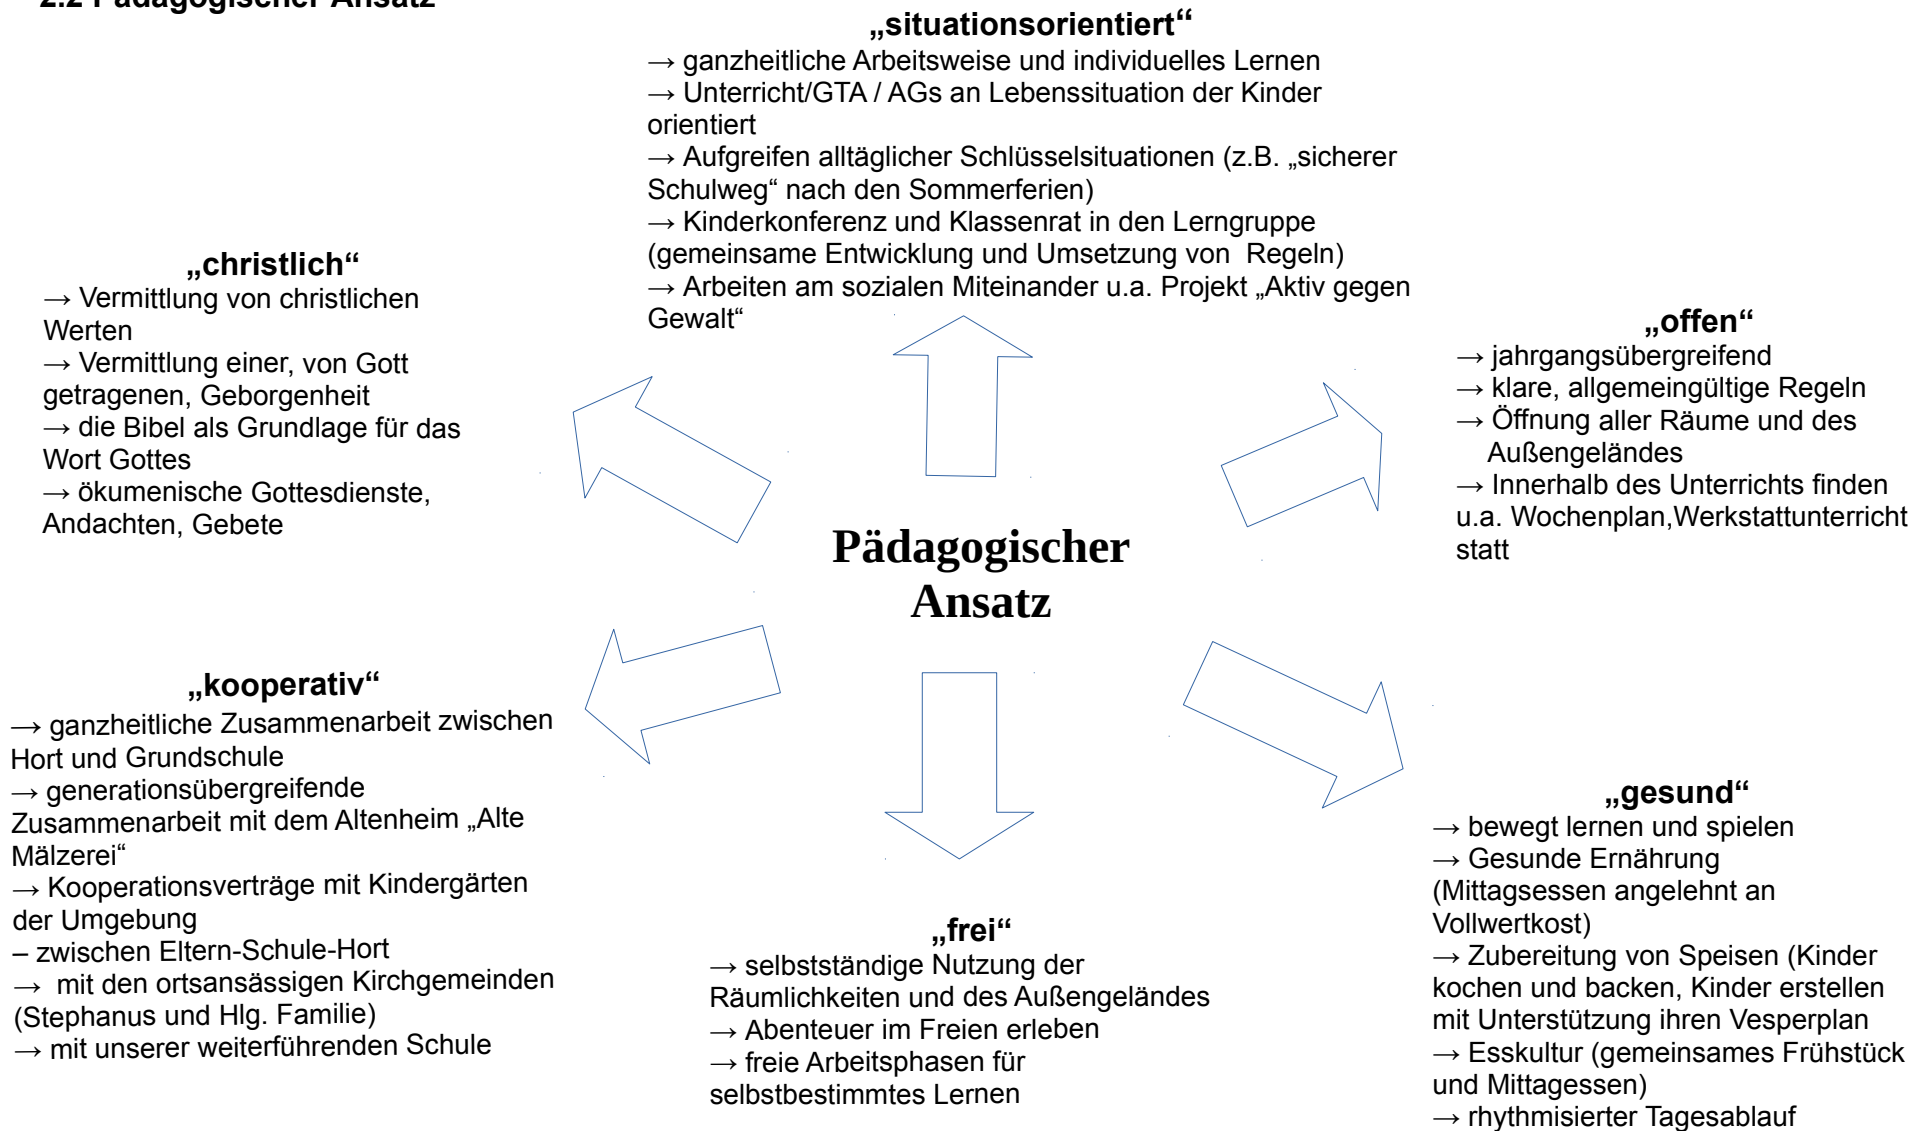 2.2 Pädagogischer Ansatz
„situationsorientiert“
→ ganzheitliche Arbeitsweise und individuelles Lernen
→ Unterricht/GTA / AGs an Lebenssituation der Kinder
orientiert
→ Aufgreifen alltäglicher Schlüsselsituationen (z.B. „sicherer
Schulweg“ nach den Sommerferien)
→ Kinderkonferenz und Klassenrat in den Lerngruppe
(gemeinsame Entwicklung und Umsetzung von  Regeln)
→ Arbeiten am sozialen Miteinander u.a. Projekt „Aktiv gegen
Gewalt“
„christlich“
→ Vermittlung von christlichen
Werten
→ Vermittlung einer, von Gott
getragenen, Geborgenheit
→ die Bibel als Grundlage für das
Wort Gottes
→ ökumenische Gottesdienste,
Andachten, Gebete
„offen“
→ jahrgangsübergreifend
→ klare, allgemeingültige Regeln
→ Öffnung aller Räume und des
Außengeländes
→ Innerhalb des Unterrichts finden
u.a. Wochenplan,Werkstattunterricht
statt
Pädagogischer
Ansatz
„kooperativ“
→ ganzheitliche Zusammenarbeit zwischen
Hort und Grundschule
→ generationsübergreifende
Zusammenarbeit mit dem Altenheim „Alte
Mälzerei“
→ Kooperationsverträge mit Kindergärten
der Umgebung
– zwischen Eltern-Schule-Hort
→  mit den ortsansässigen Kirchgemeinden
(Stephanus und Hlg. Familie)
→ mit unserer weiterführenden Schule
„frei“
→ selbstständige Nutzung der
Räumlichkeiten und des Außengeländes
→ Abenteuer im Freien erleben
→ freie Arbeitsphasen für
selbstbestimmtes Lernen
„gesund“
→ bewegt lernen und spielen
→ Gesunde Ernährung
(Mittagsessen angelehnt an
Vollwertkost)
→ Zubereitung von Speisen (Kinder
kochen und backen, Kinder erstellen
mit Unterstützung ihren Vesperplan
→ Esskultur (gemeinsames Frühstück
und Mittagessen)
→ rhythmisierter Tagesablauf